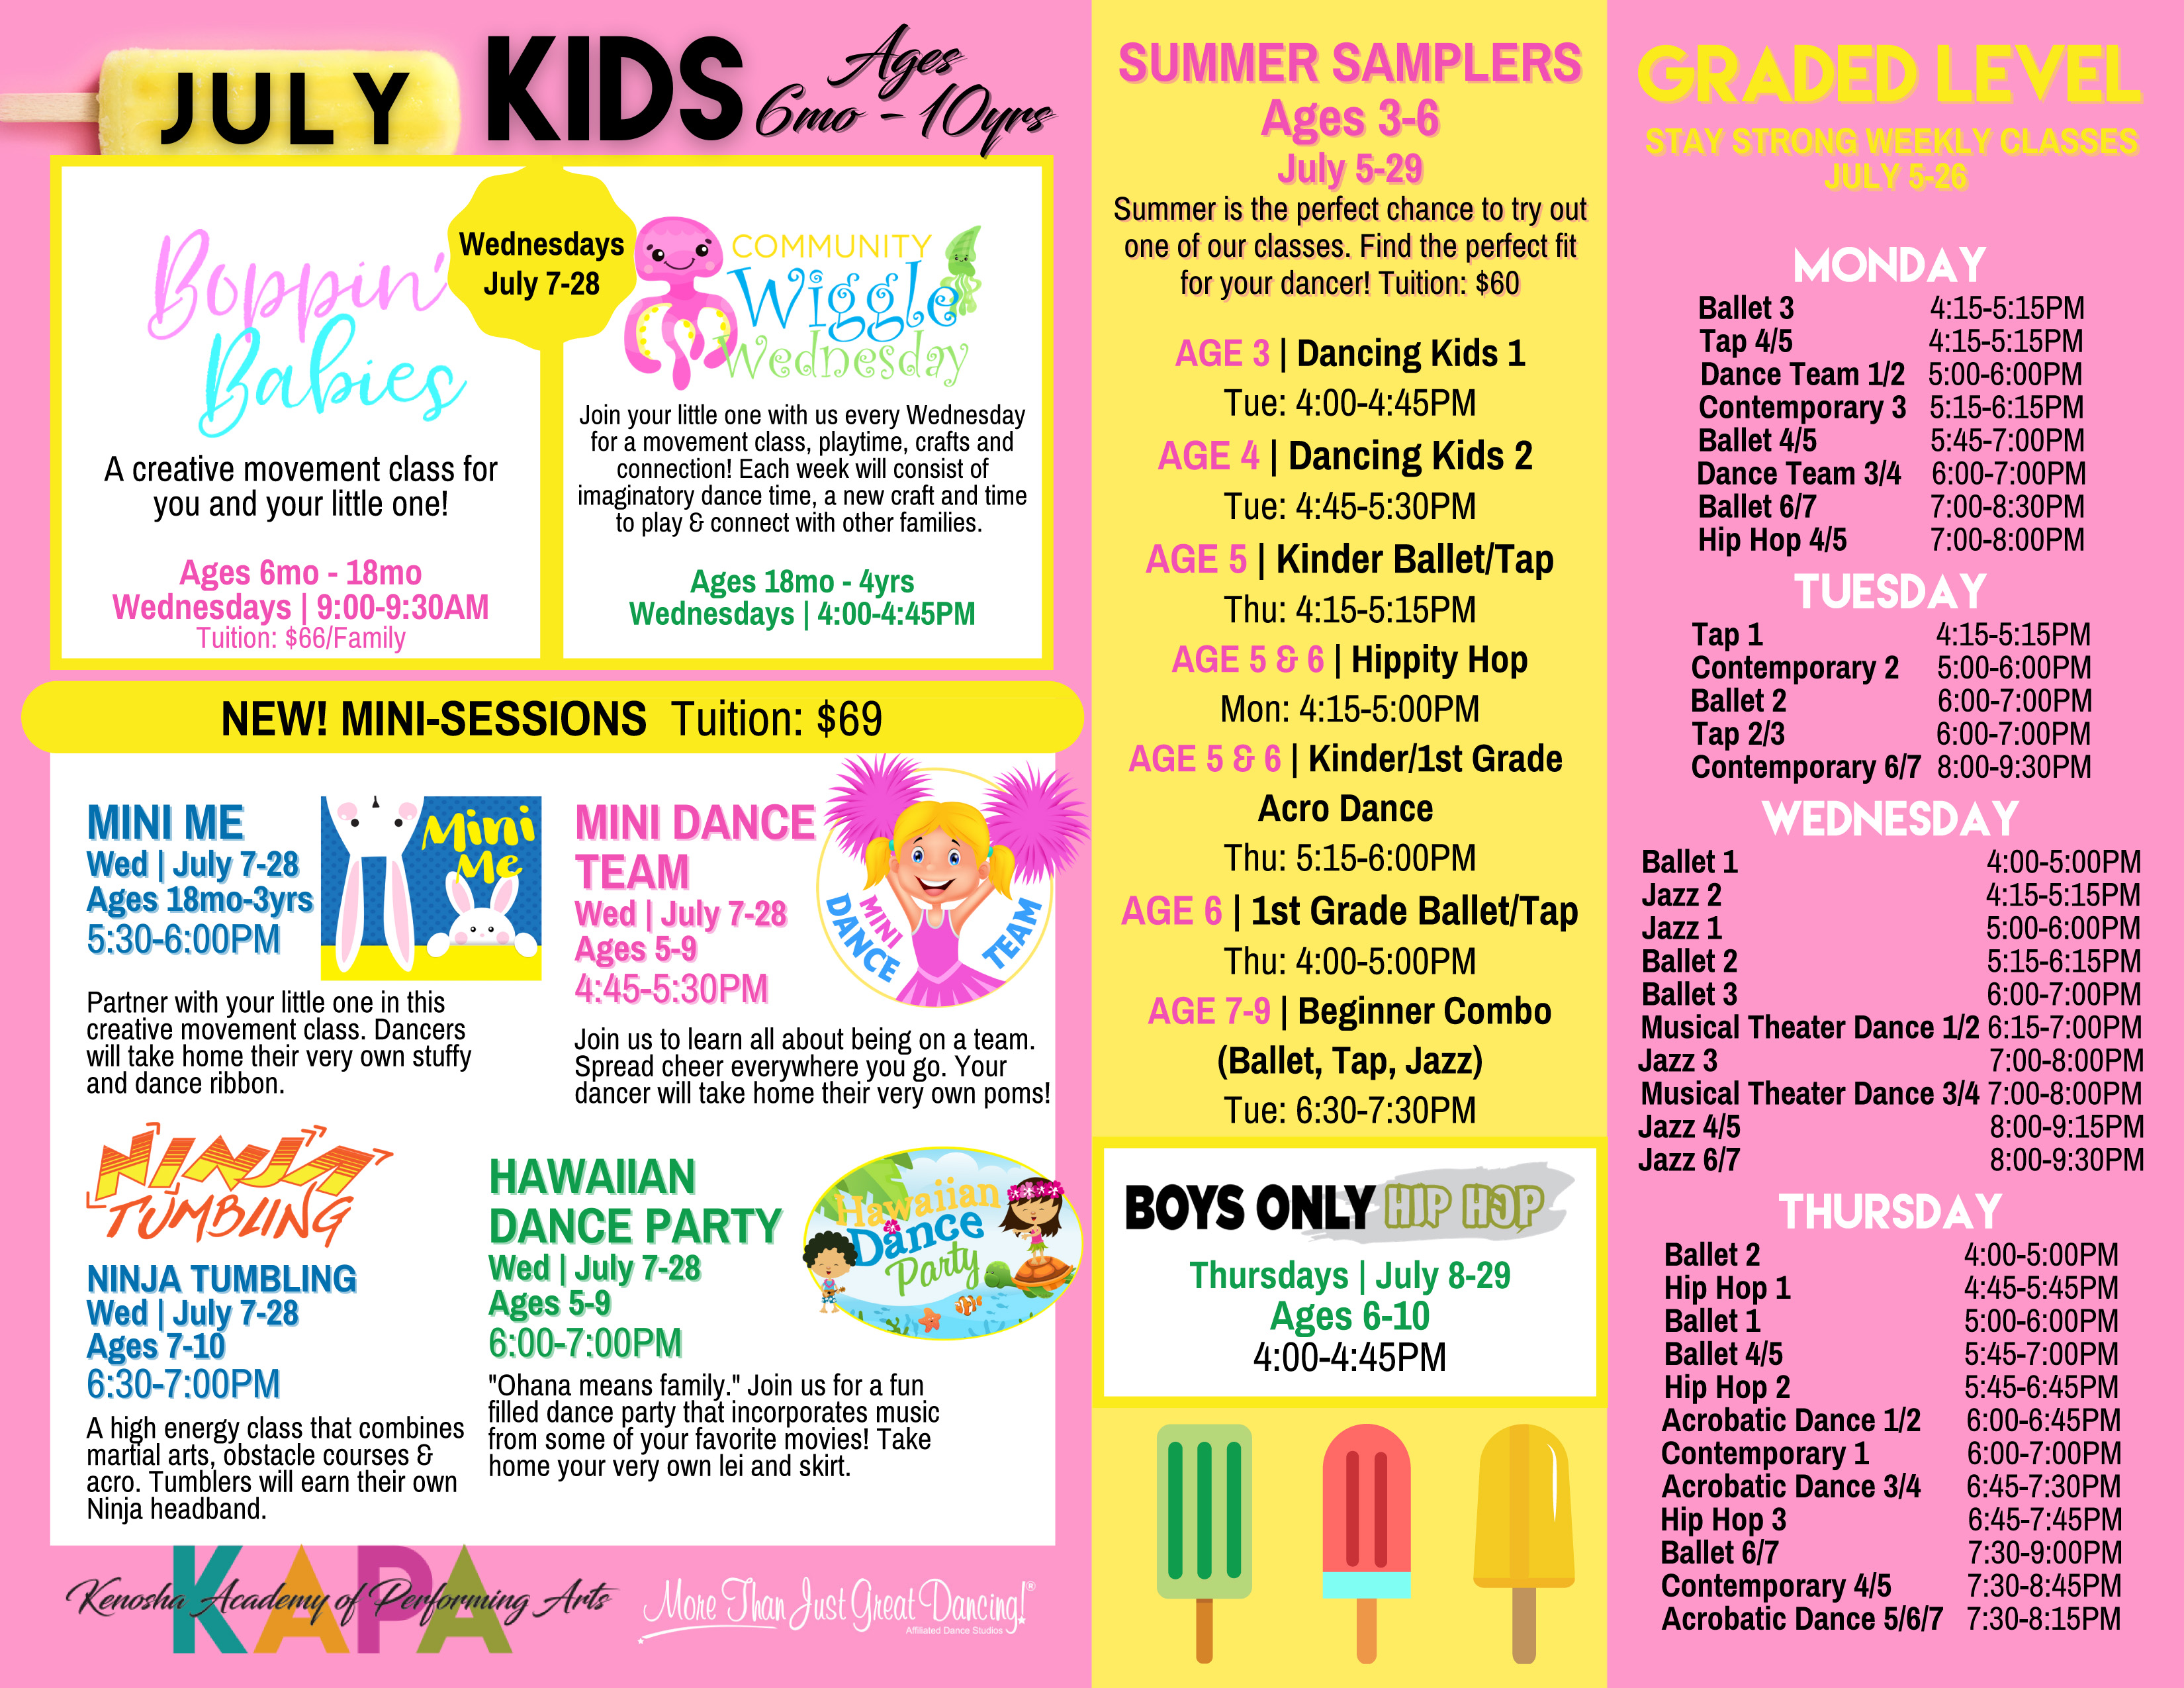 JULY KIDS Ages
6mo - 10yrs
Boppin'
Babies
A creative movement class for
you and your little one!
Ages 6mo - 18mo
Wednesdays | 9:00-9:30AM
Tuition: $66/Family
Wednesdays
July 7-28
COMMUNITY
Wiggle
Wednesday
Join your little one with us every Wednesday
for a movement class, playtime, crafts and
connection! Each week will consist of
imaginatory dance time, a new craft and time
to play & connect with other families.
Ages 18mo - 4yrs
Wednesdays | 4:00-4:45PM
NEW! MINI-SESSIONS Tuition: $69
MINI ME
Wed | July 7-28
Ages 18mo-3yrs
5:30-6:00PM
Mini
Me
Partner with your little one in this
creative movement class. Dancers
will take home their very own stuffy
and dance ribbon.
MINI DANCE
TEAM
Wed | July 7-28
Ages 5-9
4:45-5:30PM
MINI
DANCE
TEAM
Join us to learn all about being on a team.
Spread cheer everywhere you go. Your
dancer will take home their very own poms!
NINJA
TUMBLING
NINJA TUMBLING
Wed | July 7-28
Ages 7-10
6:30-7:00PM
A high energy class that combines
martial arts, obstacle courses &
acro. Tumblers will earn their own
Ninja headband.
HAWAIIAN
DANCE PARTY
Wed | July 7-28
Ages 5-9
6:00-7:00PM
Hawaiian
Dance
Party
"Ohana means family." Join us for a fun
filled dance party that incorporates music
from some of your favorite movies! Take
home your very own lei and skirt.
KAPA
Kenosha Academy of Performing Arts
More Than Just Great Dancing!®
Affiliated Dance Studios
SUMMER SAMPLERS
Ages 3-6
July 5-29
Summer is the perfect chance to try out
one of our classes. Find the perfect fit
for your dancer! Tuition: $60
AGE 3 | Dancing Kids 1
Tue: 4:00-4:45PM
AGE 4 | Dancing Kids 2
Tue: 4:45-5:30PM
AGE 5 | Kinder Ballet/Tap
Thu: 4:15-5:15PM
AGE 5 & 6 | Hippity Hop
Mon: 4:15-5:00PM
AGE 5 & 6 | Kinder/1st Grade
Acro Dance
Thu: 5:15-6:00PM
AGE 6 | 1st Grade Ballet/Tap
Thu: 4:00-5:00PM
AGE 7-9 | Beginner Combo
(Ballet, Tap, Jazz)
Tue: 6:30-7:30PM
BOYS ONLY HIP HOP
Thursdays | July 8-29
Ages 6-10
4:00-4:45PM
GRADED LEVEL
STAY STRONG WEEKLY CLASSES
JULY 5-26
MONDAY
Ballet 3 4:15-5:15PM
Tap 4/5 4:15-5:15PM
Dance Team 1/2 5:00-6:00PM
Contemporary 3 5:15-6:15PM
Ballet 4/5 5:45-7:00PM
Dance Team 3/4 6:00-7:00PM
Ballet 6/7 7:00-8:30PM
Hip Hop 4/5 7:00-8:00PM
TUESDAY
Tap 1 4:15-5:15PM
Contemporary 2 5:00-6:00PM
Ballet 2 6:00-7:00PM
Tap 2/3 6:00-7:00PM
Contemporary 6/7 8:00-9:30PM
WEDNESDAY
Ballet 1 4:00-5:00PM
Jazz 2 4:15-5:15PM
Jazz 1 5:00-6:00PM
Ballet 2 5:15-6:15PM
Ballet 3 6:00-7:00PM
Musical Theater Dance 1/2 6:15-7:00PM
Jazz 3 7:00-8:00PM
Musical Theater Dance 3/4 7:00-8:00PM
Jazz 4/5 8:00-9:15PM
Jazz 6/7 8:00-9:30PM
THURSDAY
Ballet 2 4:00-5:00PM
Hip Hop 1 4:45-5:45PM
Ballet 1 5:00-6:00PM
Ballet 4/5 5:45-7:00PM
Hip Hop 2 5:45-6:45PM
Acrobatic Dance 1/2 6:00-6:45PM
Contemporary 1 6:00-7:00PM
Acrobatic Dance 3/4 6:45-7:30PM
Hip Hop 3 6:45-7:45PM
Ballet 6/7 7:30-9:00PM
Contemporary 4/5 7:30-8:45PM
Acrobatic Dance 5/6/7 7:30-8:15PM